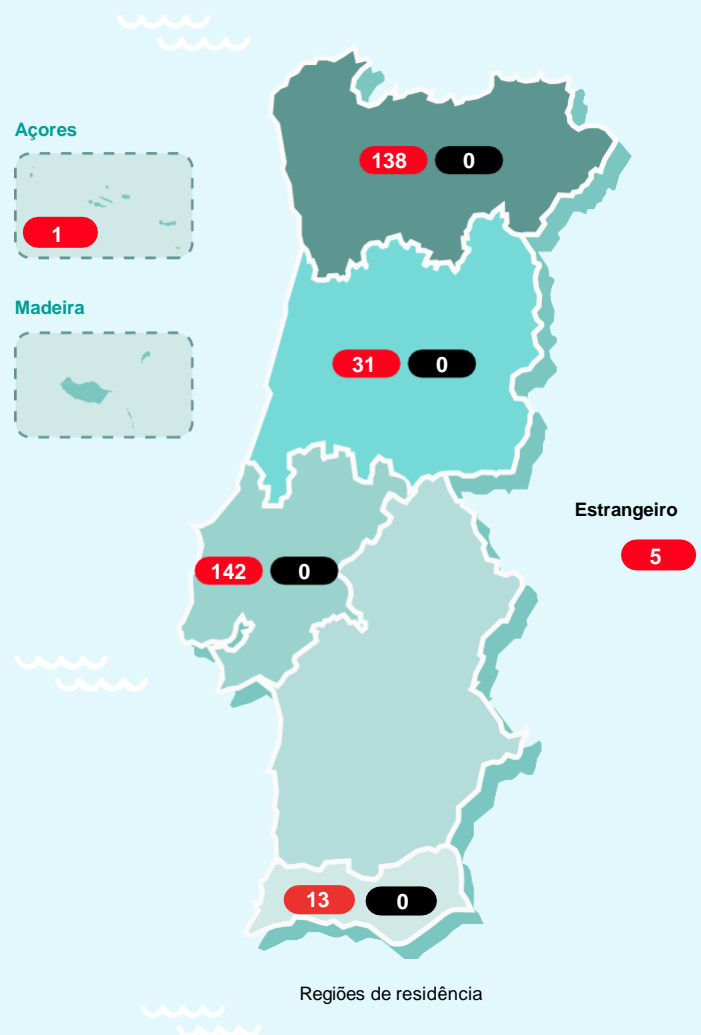 Açores
138 0
1
Madeira
31 0
Estrangeiro
5
142 0
13 0
Regiões de residência